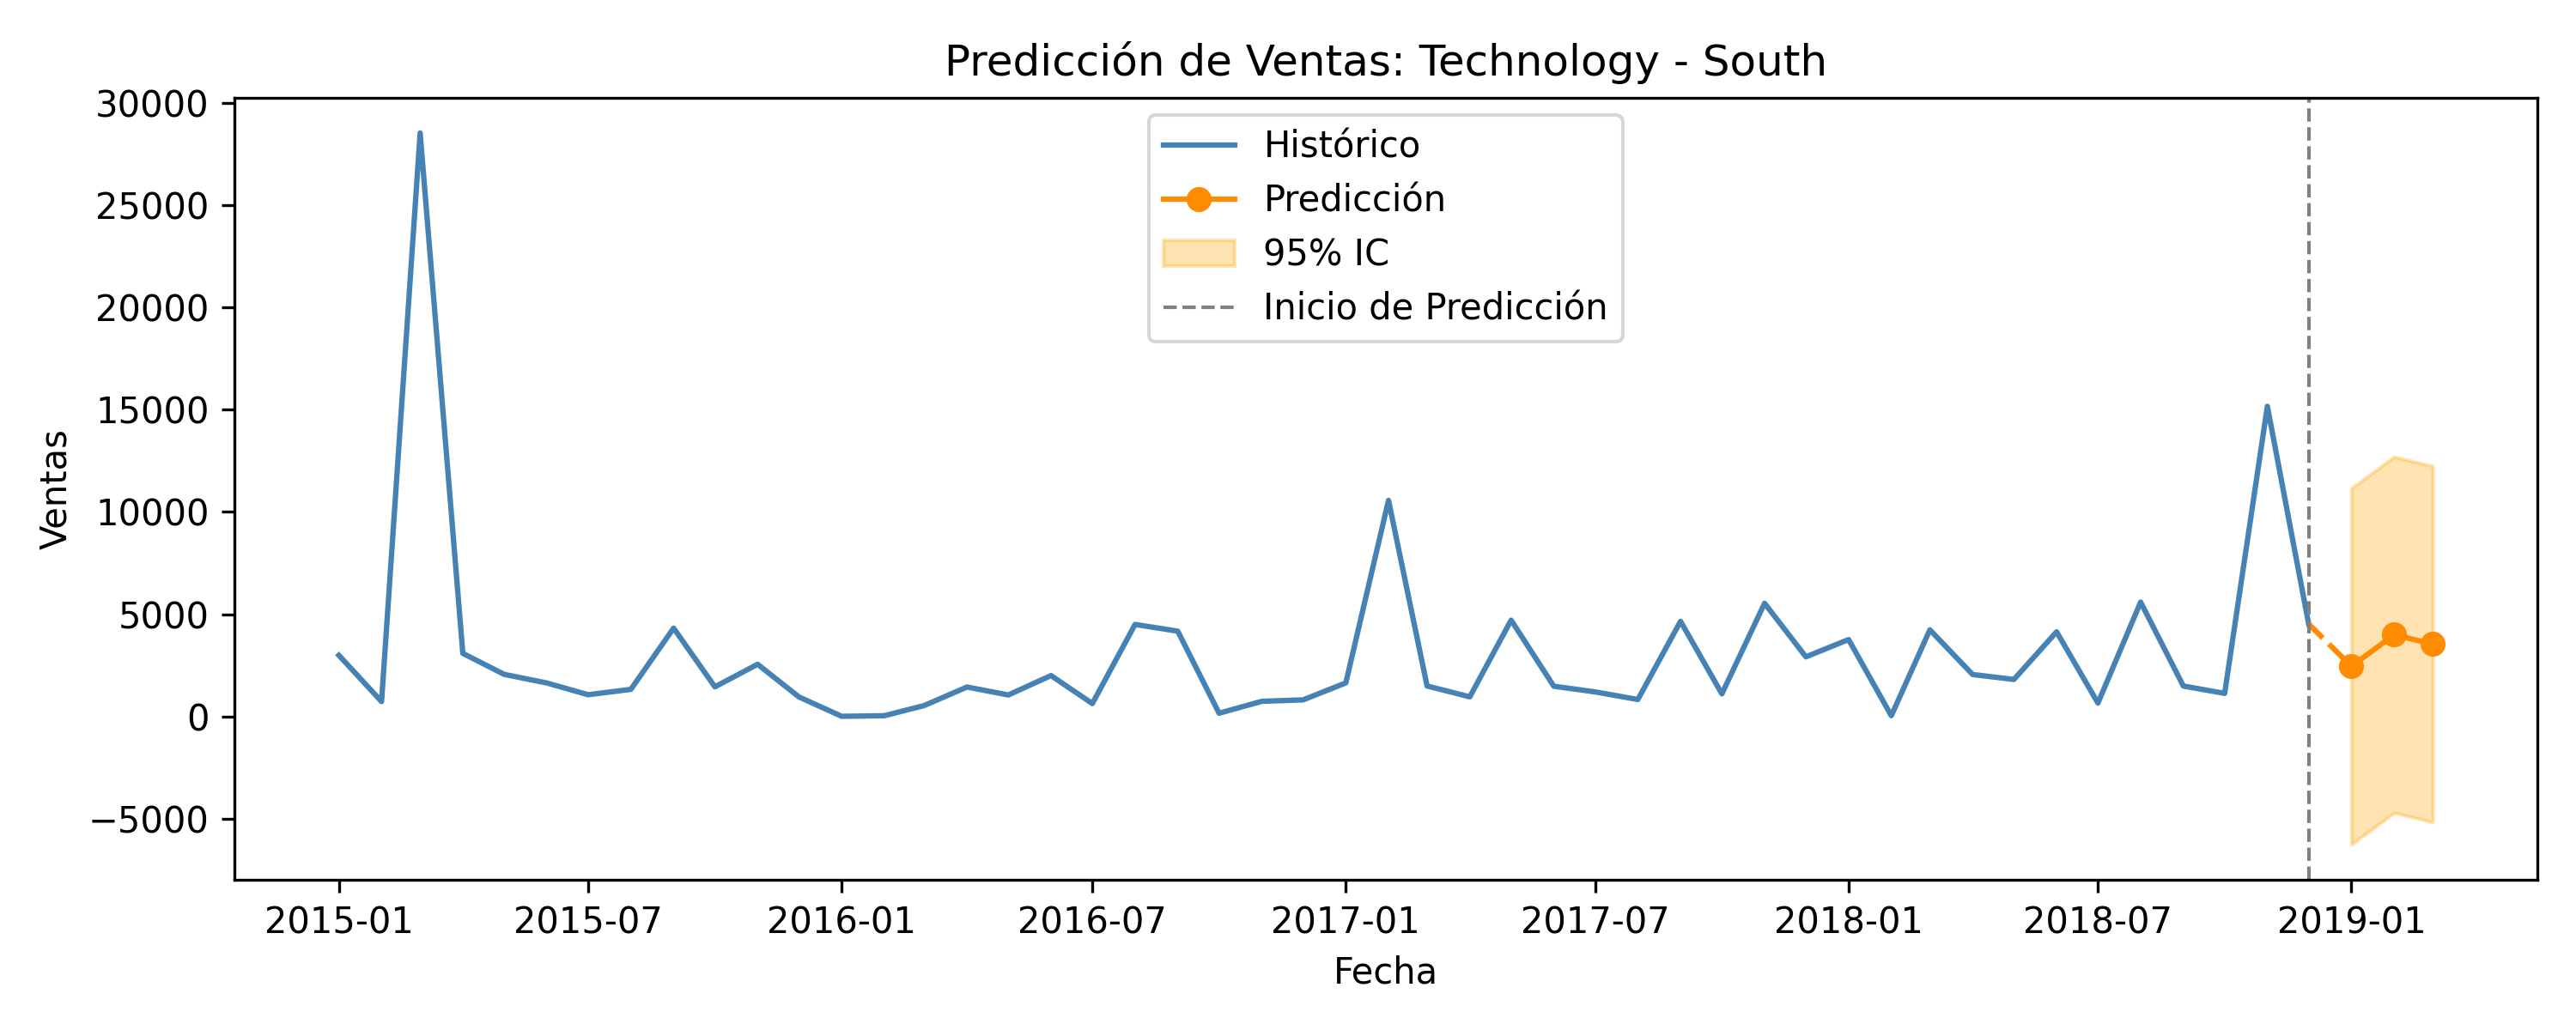 Predicción de Ventas: Technology - South
30000
25000
20000
15000
10000
5000
0
−5000
Ventas
Histórico
Predicción
95% IC
Inicio de Predicción
2015-01 2015-07 2016-01 2016-07 2017-01 2017-07 2018-01 2018-07 2019-01
Fecha